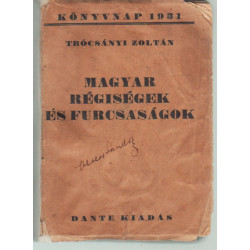 KÖNYVNAP 1931
TRÓCSÁNYI ZOLTÁN
MAGYAR
RÉGISÉGEK
ÉS FURCSASÁGOK
DANTE KIADÁS